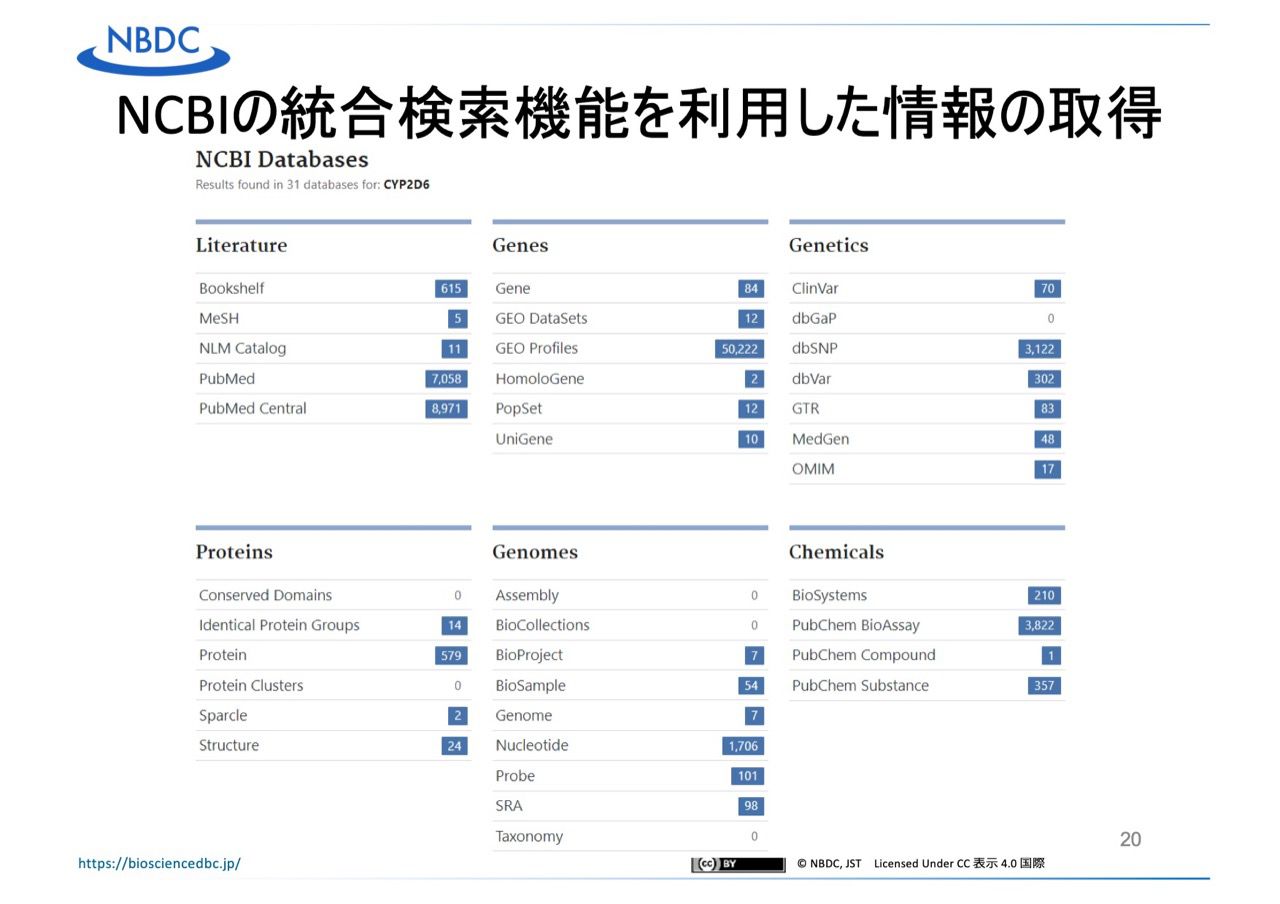 NBDC
NCBIの統合検索機能を利用した情報の取得
NCBI Databases
Results found in 31 databases for: CYP2D6
Literature
Bookshelf 615
MeSH 5
NLM Catalog 11
PubMed 7,058
PubMed Central 8,971
Genes
Gene 84
GEO DataSets 12
GEO Profiles 50,222
HomoloGene 2
PopSet 12
UniGene 10
Genetics
ClinVar 70
dbGaP 0
dbSNP 3,122
dbVar 302
GTR 83
MedGen 48
OMIM 17
Proteins
Conserved Domains 0
Identical Protein Groups 14
Protein 579
Protein Clusters 0
Sparcle 2
Structure 24
Genomes
Assembly 0
BioCollections 0
BioProject 7
BioSample 54
Genome 7
Nucleotide 1,706
Probe 101
SRA 98
Taxonomy 0
Chemicals
BioSystems 210
PubChem BioAssay 3,822
PubChem Compound 1
PubChem Substance 357
20
https://biosciencedbc.jp/
(cc) BY
© NBDC, JST Licensed Under CC 表示 4.0 国際